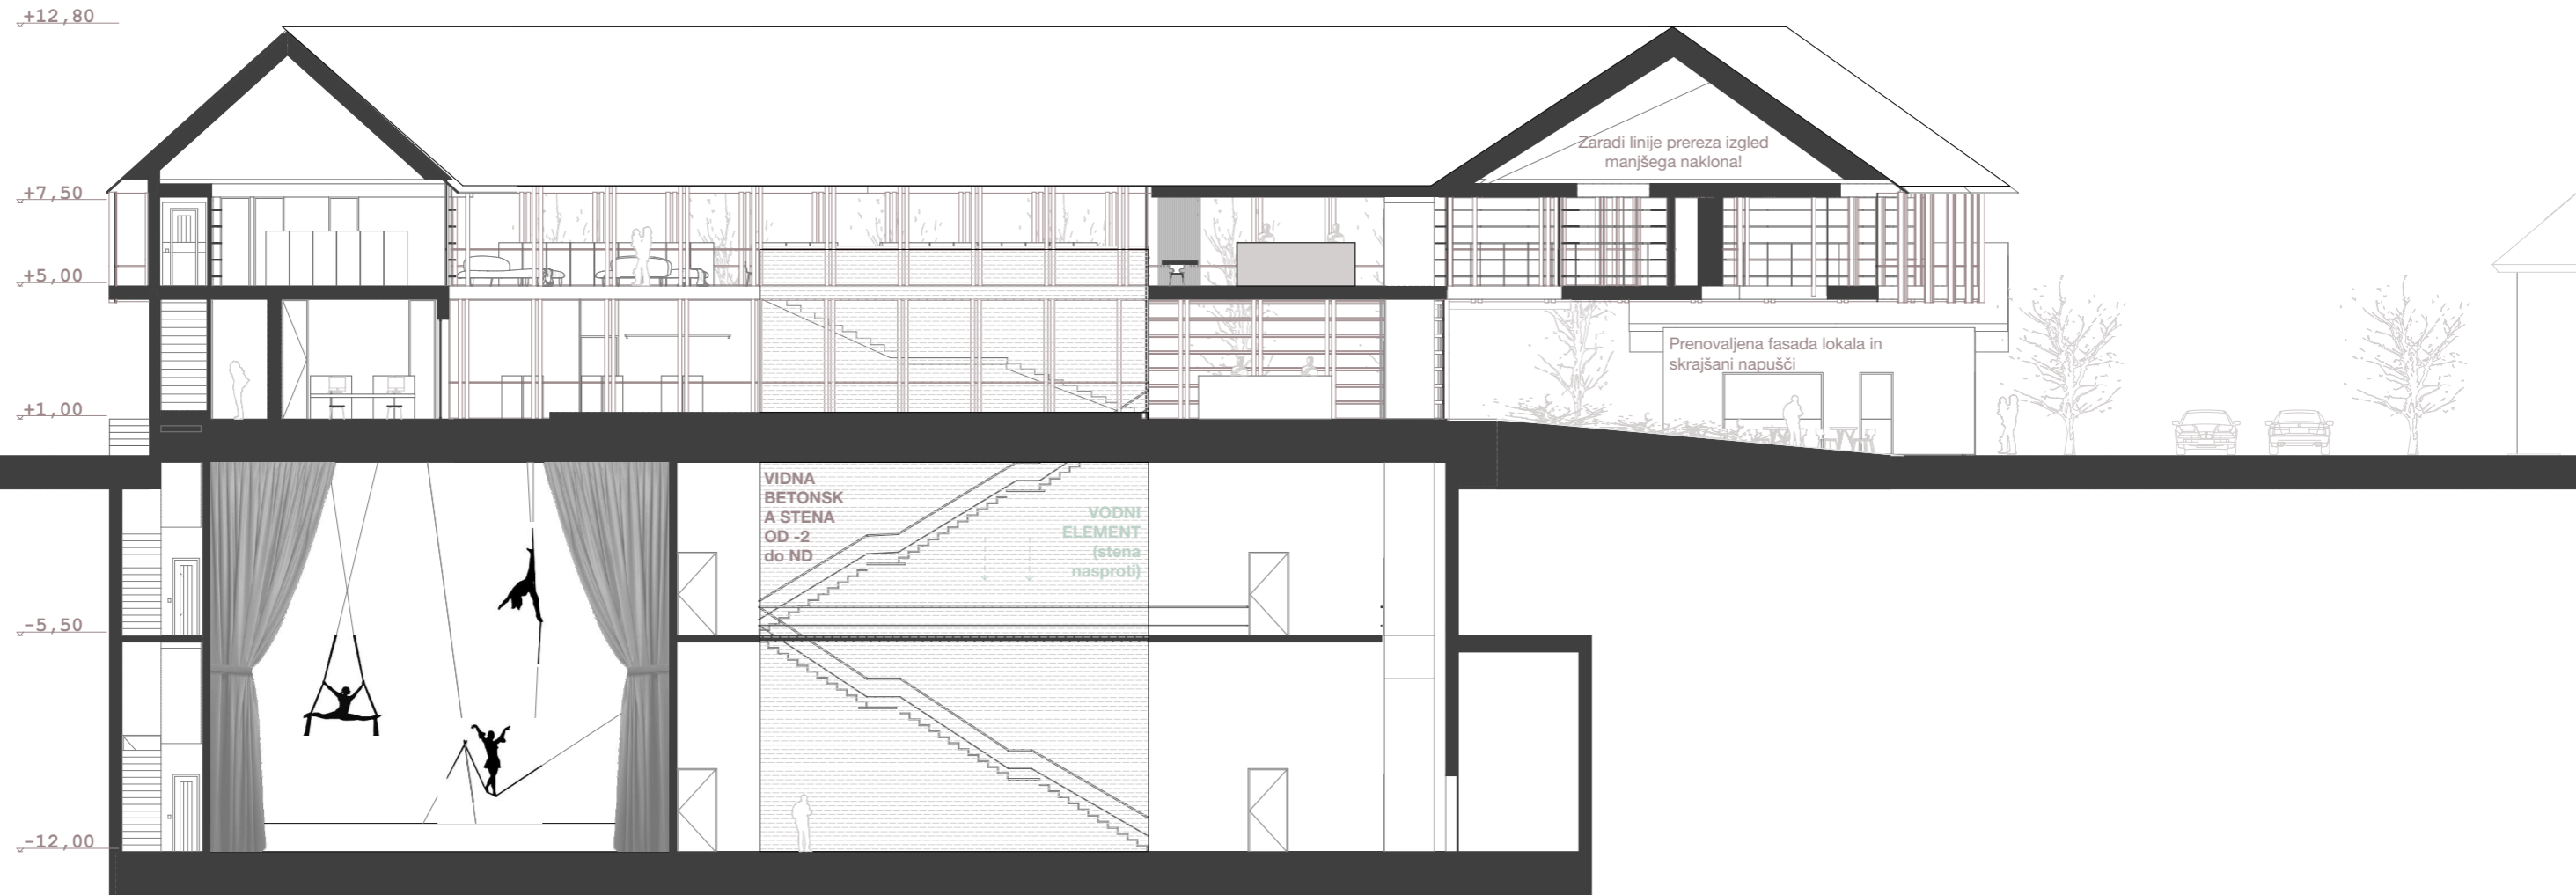 +12,80
Zaradi linije prereza izgled
manjšega naklona!
+7,50
+5,00
Prenovaljena fasada lokala in
skrajšani napušči
+1,00
VIDNA
BETONSK
A STENA
OD -2
do ND
VODNI
ELEMENT
(stena
nasproti)
-5,50
-12,00